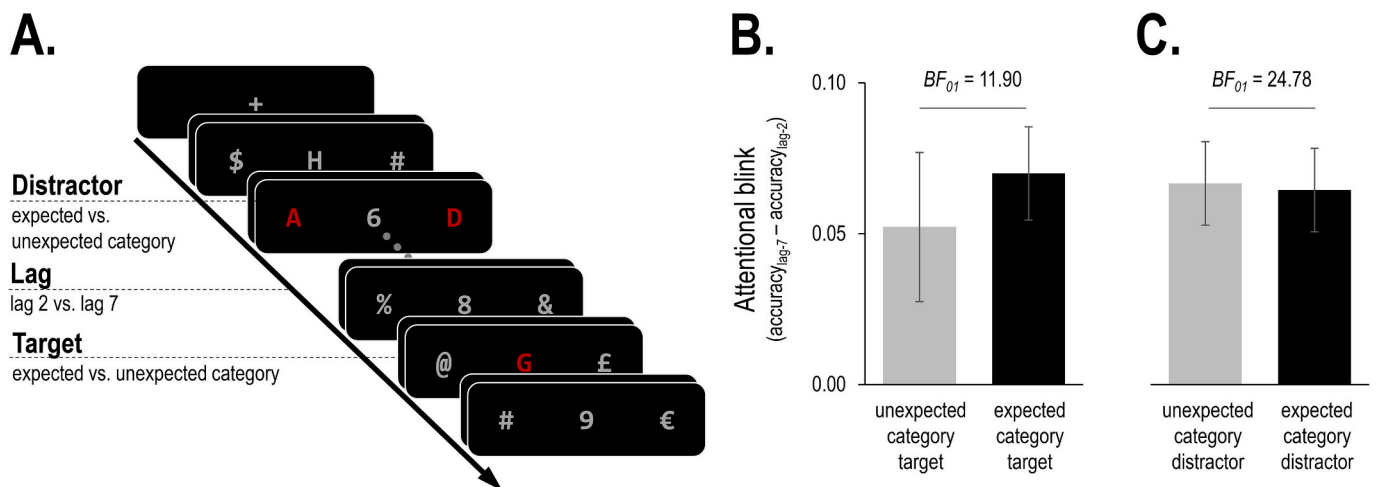 A.
+
$ H #
Distractor
expected vs.
unexpected category
A 6 D
Lag
lag 2 vs. lag 7
% 8 &
Target
expected vs. unexpected category
@ G £
# 9 €
B.
Attentional blink
(accuracylag-7 – accuracylag-2)
0.10
0.05
0.00
BF01 = 11.90
unexpected
category
target
expected
category
target
C.
BF01 = 24.78
unexpected
category
distractor
expected
category
distractor